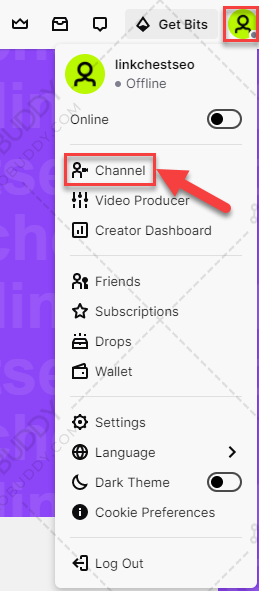 Get Bits
linkchestseo
Offline
Online
Channel
Video Producer
Creator Dashboard
Friends
Subscriptions
Drops
Wallet
Settings
Language
Dark Theme
Cookie Preferences
Log Out